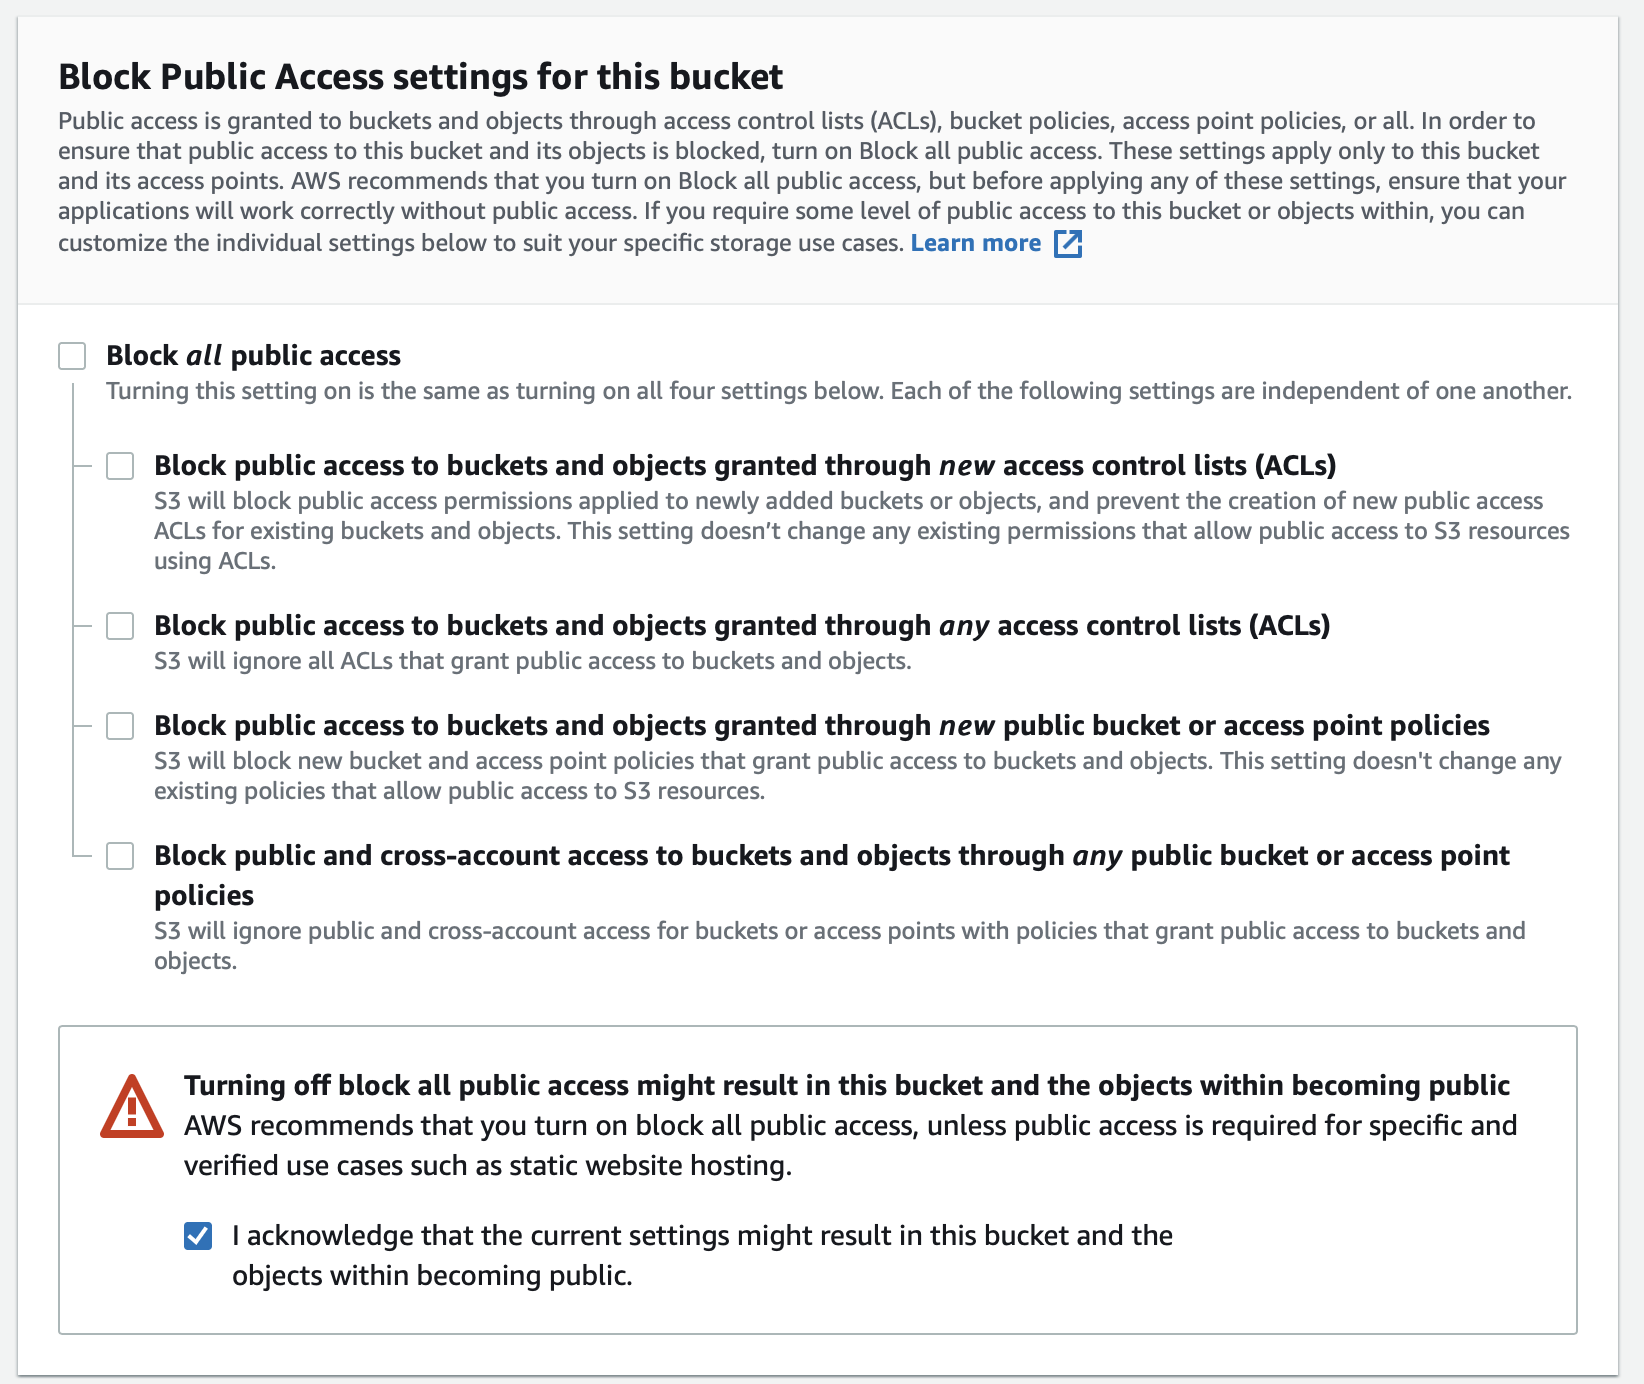 Block Public Access settings for this bucket
Public access is granted to buckets and objects through access control lists (ACLs), bucket policies, access point policies, or all. In order to
ensure that public access to this bucket and its objects is blocked, turn on Block all public access. These settings apply only to this bucket
and its access points. AWS recommends that you turn on Block all public access, but before applying any of these settings, ensure that your
applications will work correctly without public access. If you require some level of public access to this bucket or objects within, you can
customize the individual settings below to suit your specific storage use cases. Learn more
Block all public access
Turning this setting on is the same as turning on all four settings below. Each of the following settings are independent of one another.
Block public access to buckets and objects granted through new access control lists (ACLs)
S3 will block public access permissions applied to newly added buckets or objects, and prevent the creation of new public access
ACLs for existing buckets and objects. This setting doesn’t change any existing permissions that allow public access to S3 resources
using ACLs.
Block public access to buckets and objects granted through any access control lists (ACLs)
S3 will ignore all ACLs that grant public access to buckets and objects.
Block public access to buckets and objects granted through new public bucket or access point policies
S3 will block new bucket and access point policies that grant public access to buckets and objects. This setting doesn't change any
existing policies that allow public access to S3 resources.
Block public and cross-account access to buckets and objects through any public bucket or access point
policies
S3 will ignore public and cross-account access for buckets or access points with policies that grant public access to buckets and
objects.
Turning off block all public access might result in this bucket and the objects within becoming public
AWS recommends that you turn on block all public access, unless public access is required for specific and
verified use cases such as static website hosting.
I acknowledge that the current settings might result in this bucket and the
objects within becoming public.